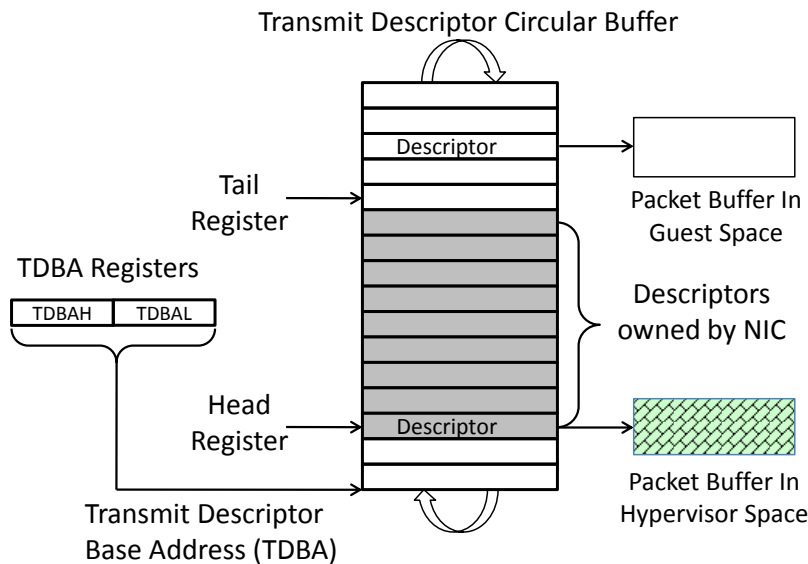 Transmit Descriptor Circular Buffer
Descriptor
Tail
Register
Packet Buffer In
Guest Space
TDBA Registers
TDBAH TDBAL
Descriptors
owned by NIC
Head
Register
Descriptor
Packet Buffer In
Hypervisor Space
Transmit Descriptor
Base Address (TDBA)